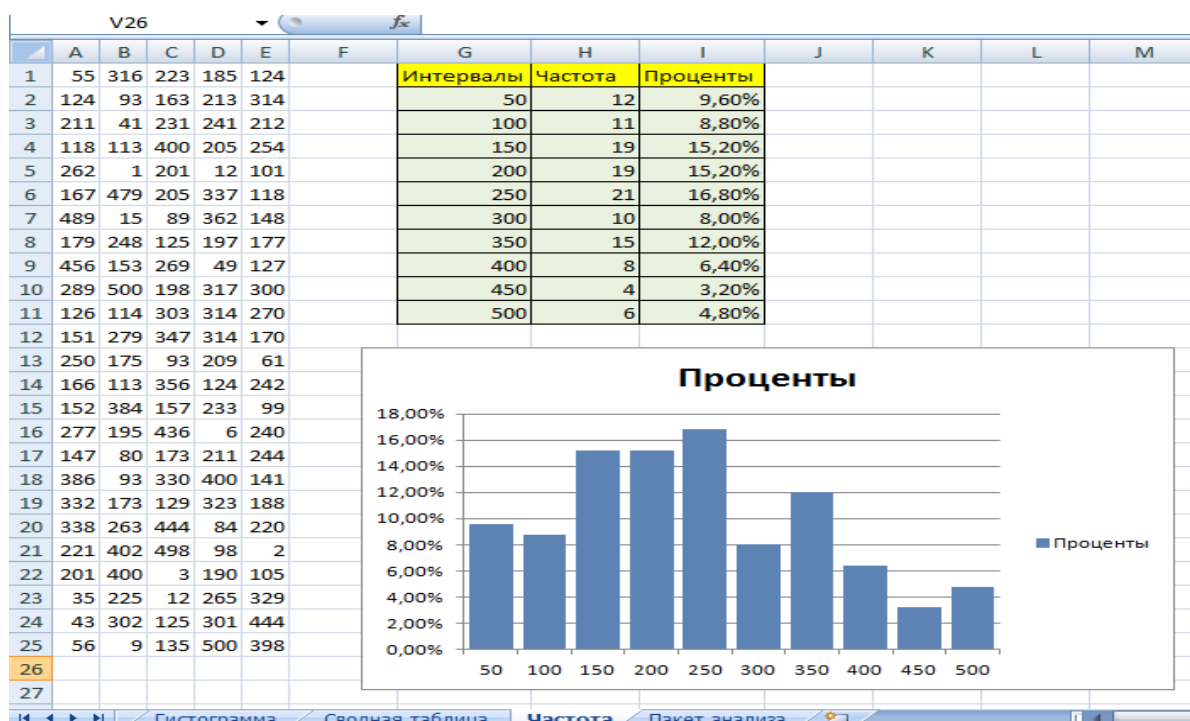 V26 fx
A B C D E F G H I J K L M
1 55 316 223 185 124 Интервалы Частота Проценты
2 124 93 163 213 314 50 12 9,60%
3 211 41 231 241 212 100 11 8,80%
4 118 113 400 205 254 150 19 15,20%
5 262 1 201 12 101 200 19 15,20%
6 167 479 205 337 118 250 21 16,80%
7 489 15 89 362 148 300 10 8,00%
8 179 248 125 197 177 350 15 12,00%
9 456 153 269 49 127 400 8 6,40%
10 289 500 198 317 300 450 4 3,20%
11 126 114 303 314 270 500 6 4,80%
12 151 279 347 314 170
13 250 175 93 209 61
14 166 113 356 124 242
15 152 384 157 233 99
16 277 195 436 6 240
17 147 80 173 211 244
18 386 93 330 400 141
19 332 173 129 323 188
20 338 263 444 84 220
21 221 402 498 98 2
22 201 400 3 190 105
23 35 225 12 265 329
24 43 302 125 301 444
25 56 9 135 500 398
26
27
Проценты
18,00%
16,00%
14,00%
12,00%
10,00%
8,00%
6,00%
4,00%
2,00%
0,00%
50 100 150 200 250 300 350 400 450 500
Проценты
Гистограмма Сводная таблица Частота Пакет анализа